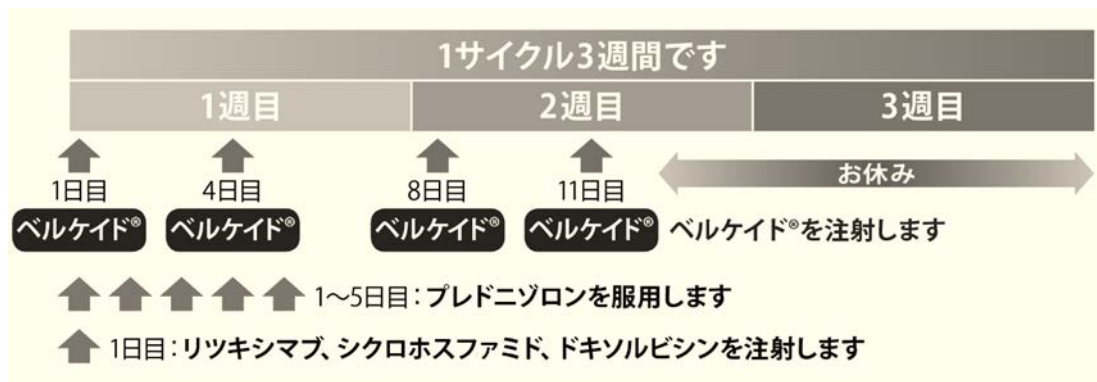 1サイクル3週間です
1週目 2週目 3週目
1日目 4日目 8日目 11日目 お休み
ベルケイド® ベルケイド® ベルケイド® ベルケイド® ベルケイド®を注射します
1〜5日目：プレドニゾロンを服用します
1日目：リツキシマブ、シクロホスファミド、ドキソルビシンを注射します